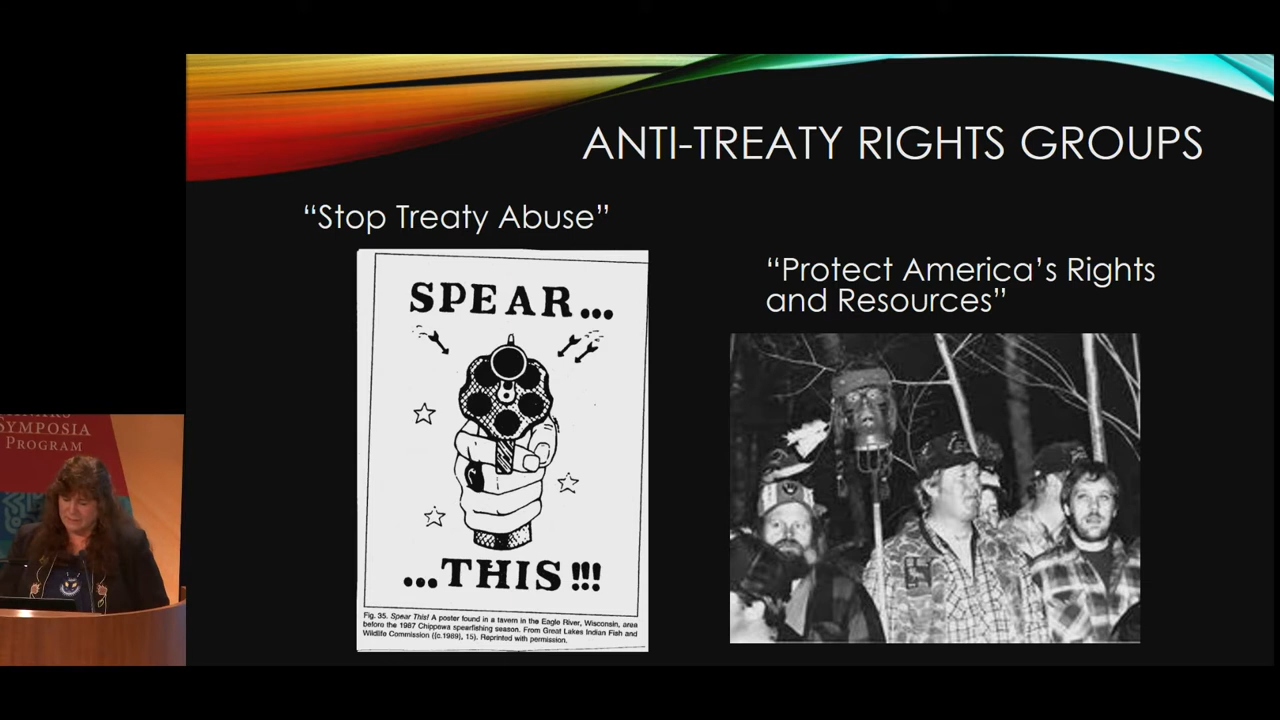 ANTI-TREATY RIGHTS GROUPS
“Stop Treaty Abuse”
“Protect America’s Rights
and Resources”
SPEAR...
...THIS!!!
Fig. 35. Spear This! A poster found in a tavern in the Eagle River, Wisconsin, area
before the 1987 Chippewa spearfishing season. From Great Lakes Indian Fish and
Wildlife Commission ([c.1989], 15). Reprinted with permission.
SYMPOSIA
PROGRAM